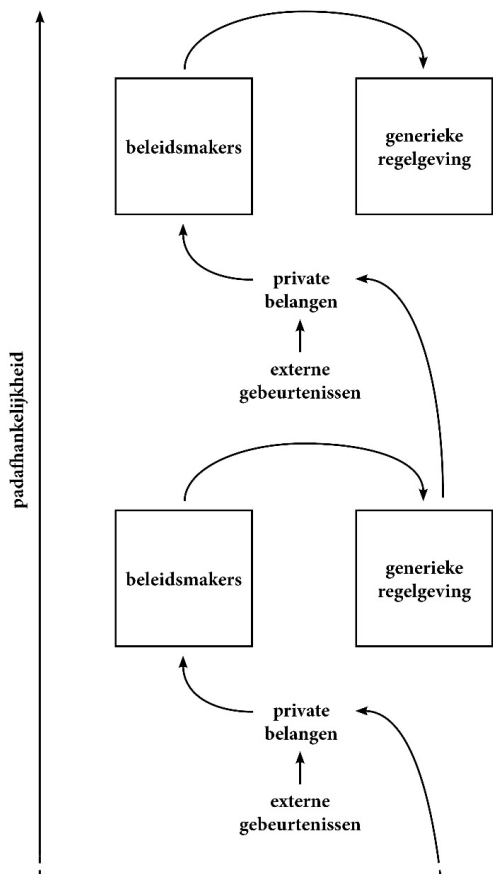 beleidsmakers
generieke
regelgeving
private
belangen
externe
gebeurtenissen
padafhankelijkheid
beleidsmakers
generieke
regelgeving
private
belangen
externe
gebeurtenissen